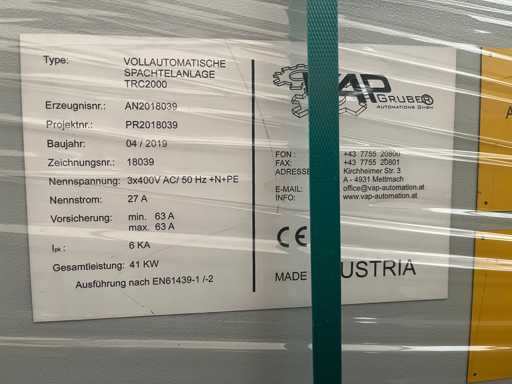 Type: VOLLAUTOMATISCHE
SPACHTELANLAGE
TRC2000
Erzeugnisnr.: AN2018039
Projektnr.: PR2018039
Baujahr: 04 / 2019
Zeichnungsnr.: 18039
Nennspannung: 3x400V AC/ 50 Hz +N+PE
Nennstrom: 27 A
Vorsicherung: min. 63 A
max. 63 A
Ipk : 6 KA
Gesamtleistung: 41 KW
Ausführung nach EN61439-1 /-2
VAP
GRUBER
AUTOMATIONS GmbH
FON : +43 7755 20800
FAX: +43 7755 20801
ADRESSE Kirchheimer Str. 3
A - 4931 Mettmach
E-MAIL: office@vap-automation.at
INFO: www.vap-automation.at
CE
MADE USTRIA